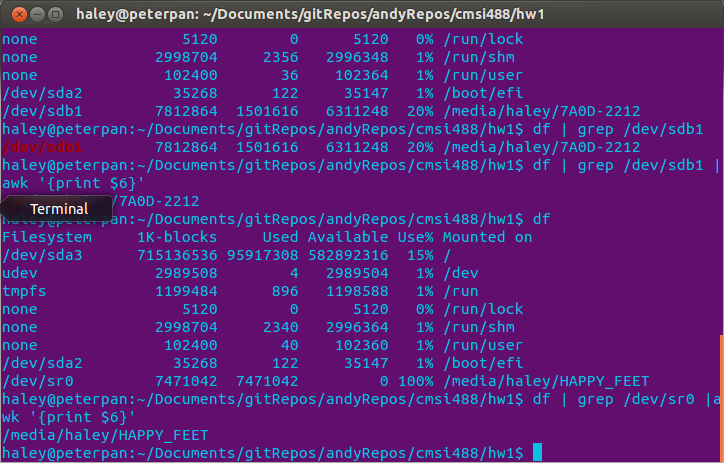 haley@peterpan: ~/Documents/gitRepos/andyRepos/cmsi488/hw1
none 5120 0 5120 0% /run/lock
none 2998704 2356 2996348 1% /run/shm
none 102400 36 102364 1% /run/user
/dev/sda2 35268 122 35147 1% /boot/efi
/dev/sdb1 7812864 1501616 6311248 20% /media/haley/7A0D-2212
haley@peterpan:~/Documents/gitRepos/andyRepos/cmsi488/hw1$ df | grep /dev/sdb1
/dev/sdb1 7812864 1501616 6311248 20% /media/haley/7A0D-2212
haley@peterpan:~/Documents/gitRepos/andyRepos/cmsi488/hw1$ df | grep /dev/sdb1 |
awk '{print $6}'
Terminal
/7A0D-2212
haley@peterpan:~/Documents/gitRepos/andyRepos/cmsi488/hw1$ df
Filesystem 1K-blocks Used Available Use% Mounted on
/dev/sda3 715136536 95917308 582892316 15% /
udev 2989508 4 2989504 1% /dev
tmpfs 1199484 896 1198588 1% /run
none 5120 0 5120 0% /run/lock
none 2998704 2340 2996364 1% /run/shm
none 102400 40 102360 1% /run/user
/dev/sda2 35268 122 35147 1% /boot/efi
/dev/sr0 7471042 7471042 0 100% /media/haley/HAPPY_FEET
haley@peterpan:~/Documents/gitRepos/andyRepos/cmsi488/hw1$ df | grep /dev/sr0 |a
wk '{print $6}'
/media/haley/HAPPY_FEET
haley@peterpan:~/Documents/gitRepos/andyRepos/cmsi488/hw1$